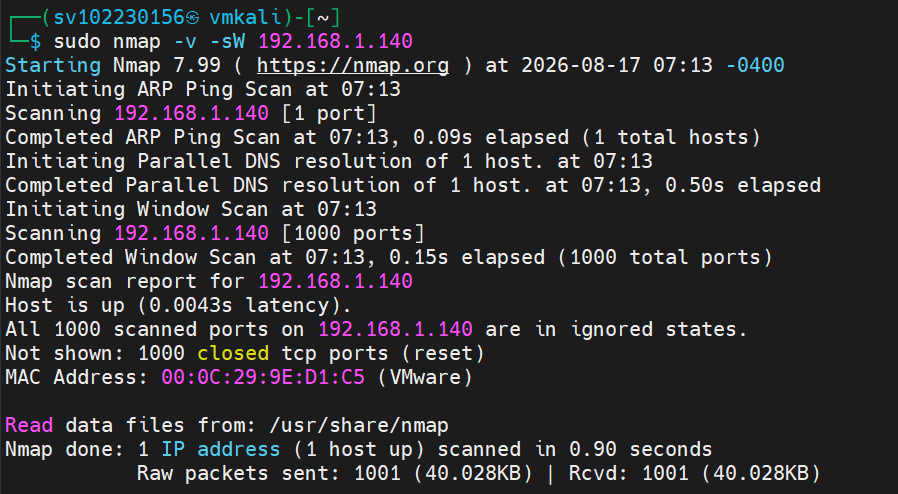 ┌──(sv102230156㉿ vmkali)-[~]
└─$ sudo nmap -v -sW 192.168.1.140
Starting Nmap 7.99 ( https://nmap.org ) at 2026-08-17 07:13 -0400
Initiating ARP Ping Scan at 07:13
Scanning 192.168.1.140 [1 port]
Completed ARP Ping Scan at 07:13, 0.09s elapsed (1 total hosts)
Initiating Parallel DNS resolution of 1 host. at 07:13
Completed Parallel DNS resolution of 1 host. at 07:13, 0.50s elapsed
Initiating Window Scan at 07:13
Scanning 192.168.1.140 [1000 ports]
Completed Window Scan at 07:13, 0.15s elapsed (1000 total ports)
Nmap scan report for 192.168.1.140
Host is up (0.0043s latency).
All 1000 scanned ports on 192.168.1.140 are in ignored states.
Not shown: 1000 closed tcp ports (reset)
MAC Address: 00:0C:29:9E:D1:C5 (VMware)

Read data files from: /usr/share/nmap
Nmap done: 1 IP address (1 host up) scanned in 0.90 seconds
           Raw packets sent: 1001 (40.028KB) | Rcvd: 1001 (40.028KB)